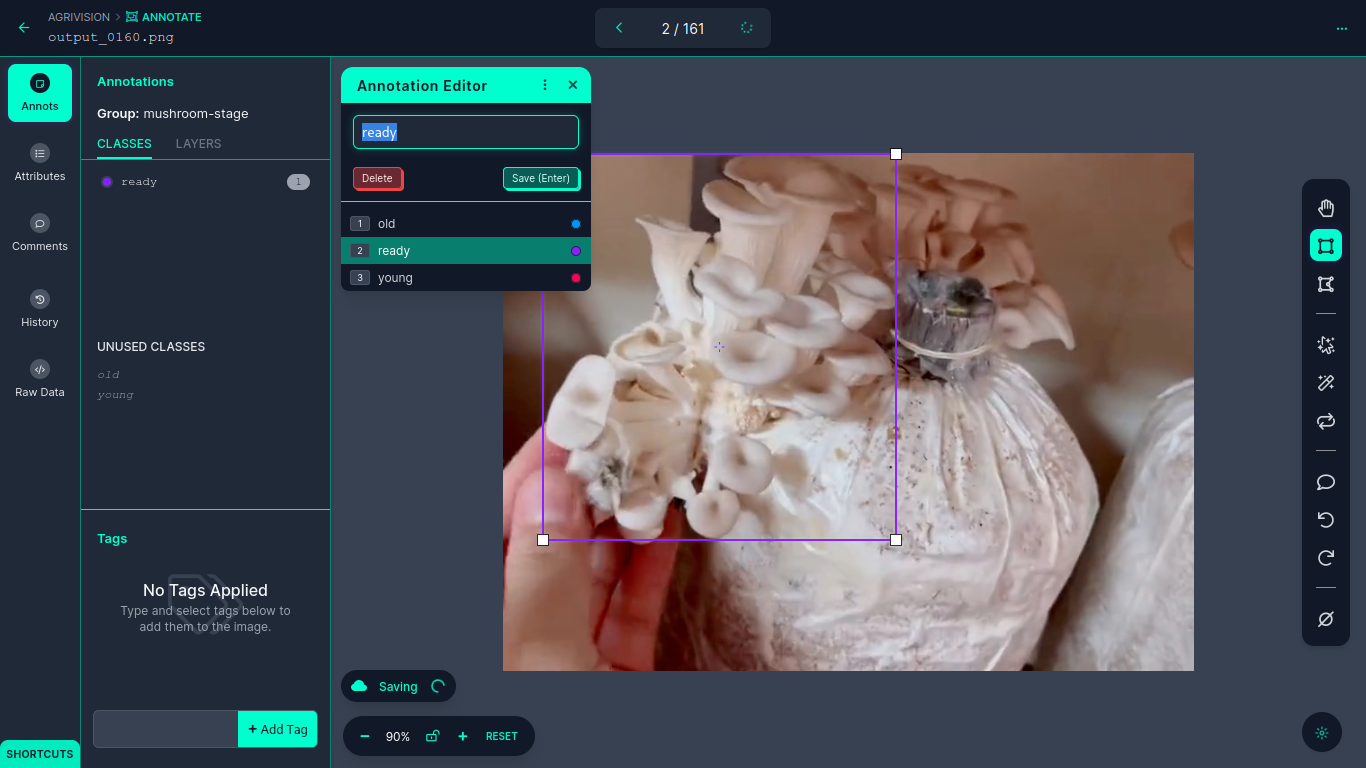 AGRIVISION > ANNOTATE
output_0160.png
2 / 161
Annots
Attributes
Comments
History
Raw Data
SHORTCUTS
Annotations
Group: mushroom-stage
CLASSES LAYERS
ready 1
UNUSED CLASSES
old
young
Tags
No Tags Applied
Type and select tags below to
add them to the image.
+ Add Tag
Annotation Editor
ready
Delete Save (Enter)
1 old
2 ready
3 young
Saving
90% RESET